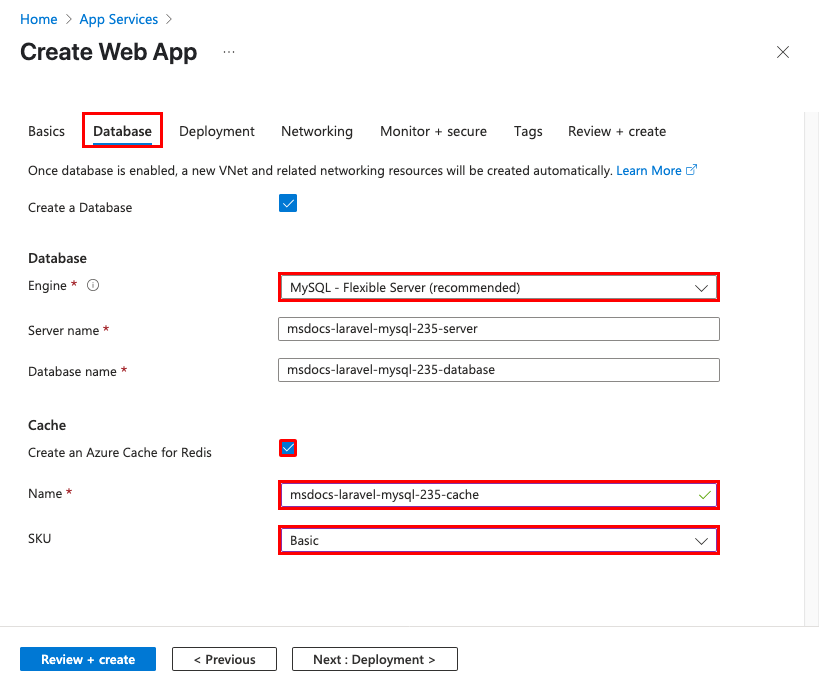 Home > App Services >
Create Web App ...
Basics Database Deployment Networking Monitor + secure Tags Review + create
Once database is enabled, a new VNet and related networking resources will be created automatically. Learn More
Create a Database
Database
Engine *
MySQL - Flexible Server (recommended)
Server name *
msdocs-laravel-mysql-235-server
Database name *
msdocs-laravel-mysql-235-database
Cache
Create an Azure Cache for Redis
Name *
msdocs-laravel-mysql-235-cache
SKU
Basic
Review + create
< Previous
Next : Deployment >